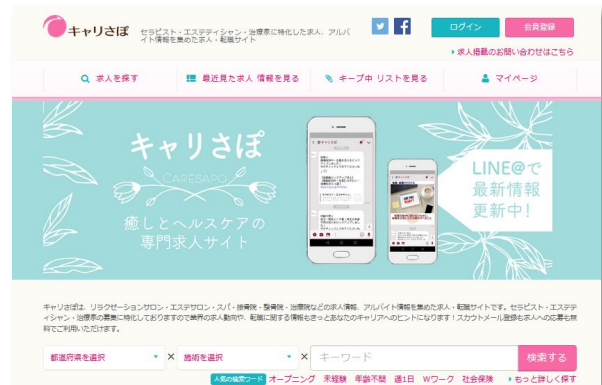 キャリさぽ
セラピスト・エステティシャン・治療家に特化した求人、アルバ
イト情報を集めた求人・転職サイト
ログイン
会員登録
求人掲載のお問い合わせはこちら
求人を探す
最近見た求人 情報を見る
キープ中 リストを見る
マイページ
キャリさぽ
CARESAPO
癒しとヘルスケアの
専門求人サイト
LINE@で
最新情報
更新中!
キャリさぽは、リラクゼーションサロン・エステサロン・スパ・接骨院・整骨院・治療院などの求人情報、アルバイト情報を集めた求人・転職サイトです。セラピスト・エステテ
ィシャン・治療家の募集に特化しておりますので業界の求人動向や、転職に関する情報もきっとあなたのキャリアへのヒントになります！スカウトメール登録も求人への応募も無
料でご利用いただけます。
都道府県を選択
×
施術を選択
×
キーワード
検索する
人気の検索ワード オープニング 未経験 年齢不問 週1日 Wワーク 社会保険 もっと詳しく探す